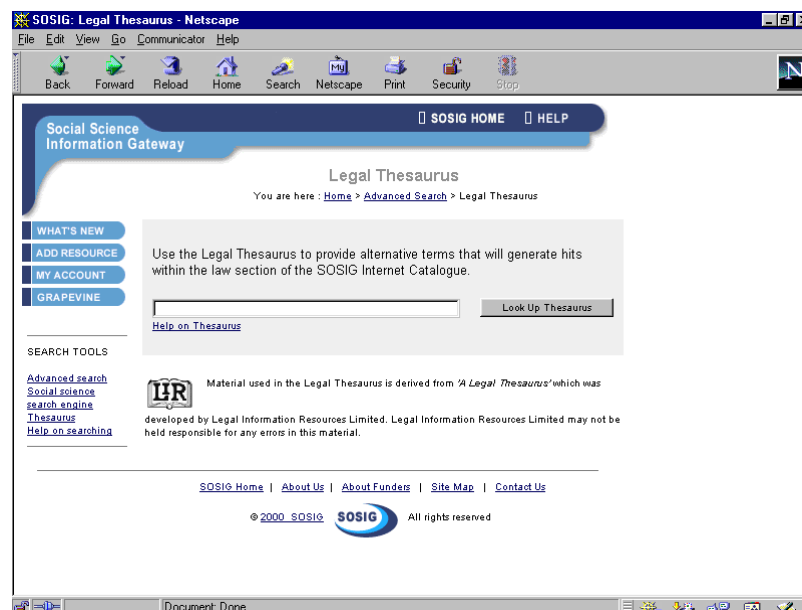 SOSIG: Legal Thesaurus - Netscape
File Edit View Go Communicator Help
Back Forward Reload Home Search Netscape Print Security Stop
My
N
SOSIG HOME HELP
Social Science
Information Gateway
Legal Thesaurus
You are here : Home > Advanced Search > Legal Thesaurus
WHAT'S NEW
ADD RESOURCE
MY ACCOUNT
GRAPEVINE
Use the Legal Thesaurus to provide alternative terms that will generate hits
within the law section of the SOSIG Internet Catalogue.
Look Up Thesaurus
Help on Thesaurus
SEARCH TOOLS
Advanced search
Social science
search engine
Thesaurus
Help on searching
LIR
Material used in the Legal Thesaurus is derived from 'A Legal Thesaurus' which was
developed by Legal Information Resources Limited. Legal Information Resources Limited may not be
held responsible for any errors in this material.
SOSIG Home | About Us | About Funders | Site Map | Contact Us
© 2000 SOSIG SOSIG All rights reserved
Document: Done